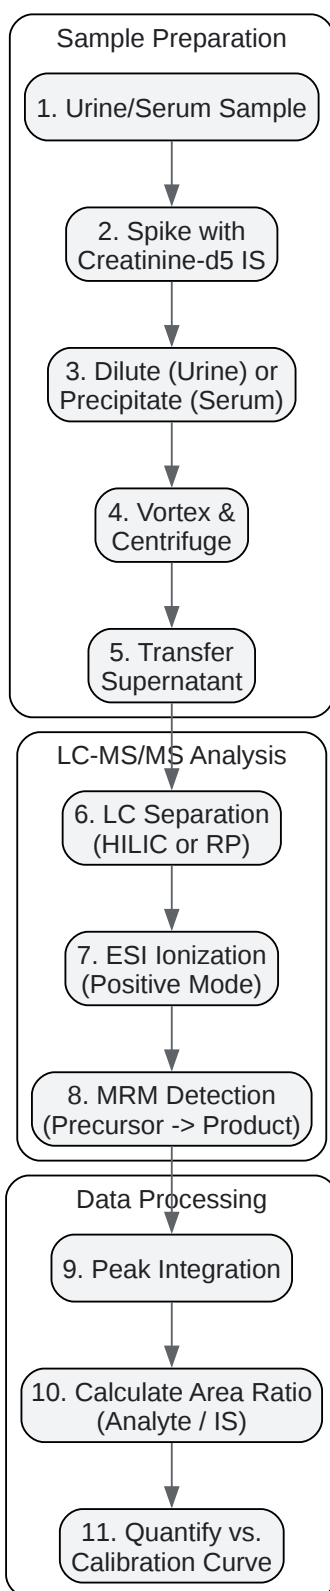 Sample Preparation
1. Urine/Serum Sample
2. Spike with
Creatinine-d5 IS
3. Dilute (Urine) or
Precipitate (Serum)
4. Vortex &
Centrifuge
5. Transfer
Supernatant
LC-MS/MS Analysis
6. LC Separation
(HILIC or RP)
7. ESI Ionization
(Positive Mode)
8. MRM Detection
(Precursor -> Product)
Data Processing
9. Peak Integration
10. Calculate Area Ratio
(Analyte / IS)
11. Quantify vs.
Calibration Curve